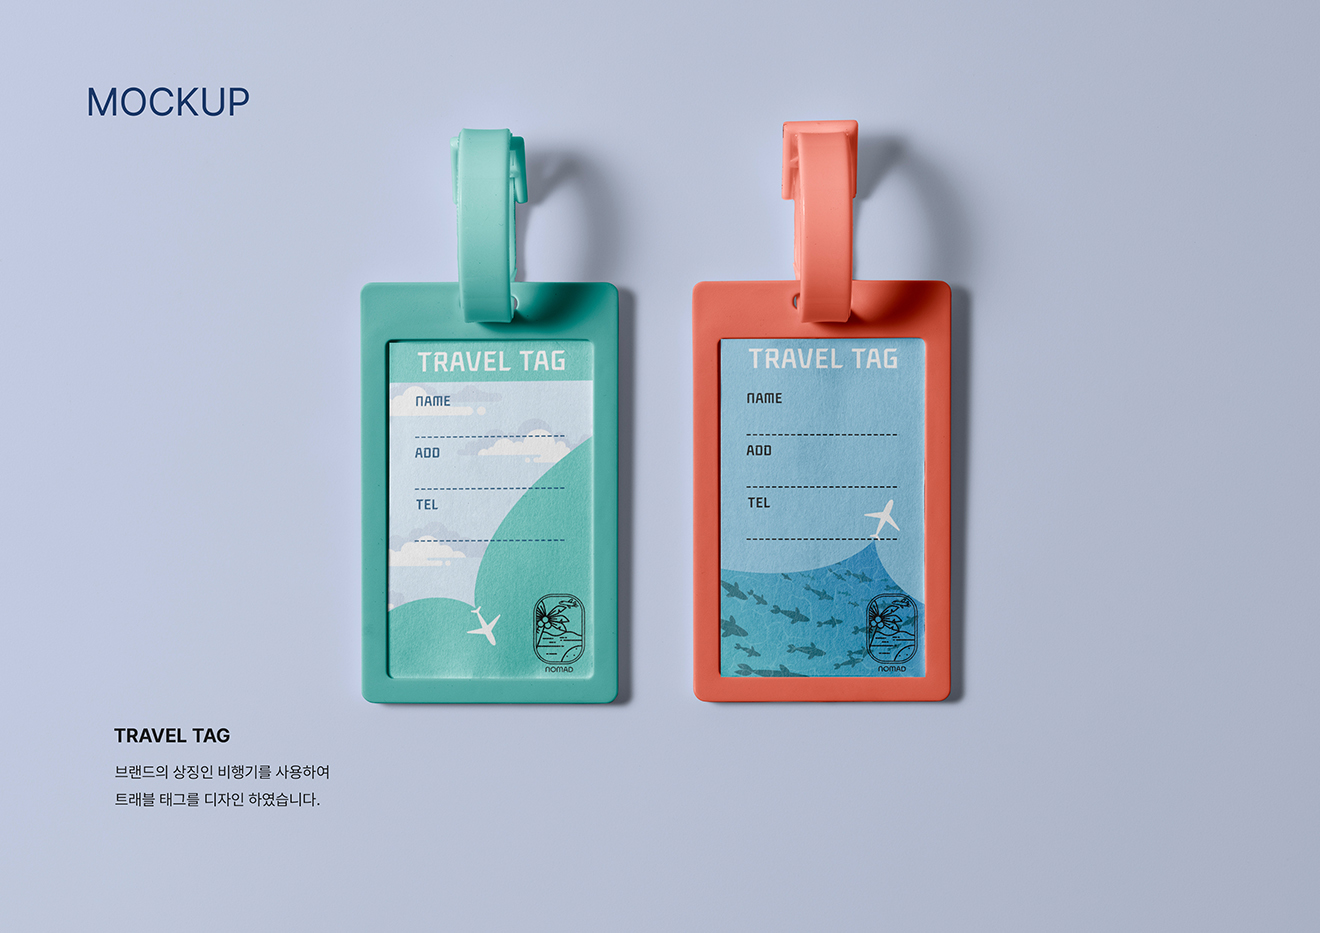 MOCKUP
TRAVEL TAG
NAME
ADD
TEL
NOMAD
TRAVEL TAG
NAME
ADD
TEL
NOMAD
TRAVEL TAG
브랜드의 상징인 비행기를 사용하여
트래블 태그를 디자인 하였습니다.